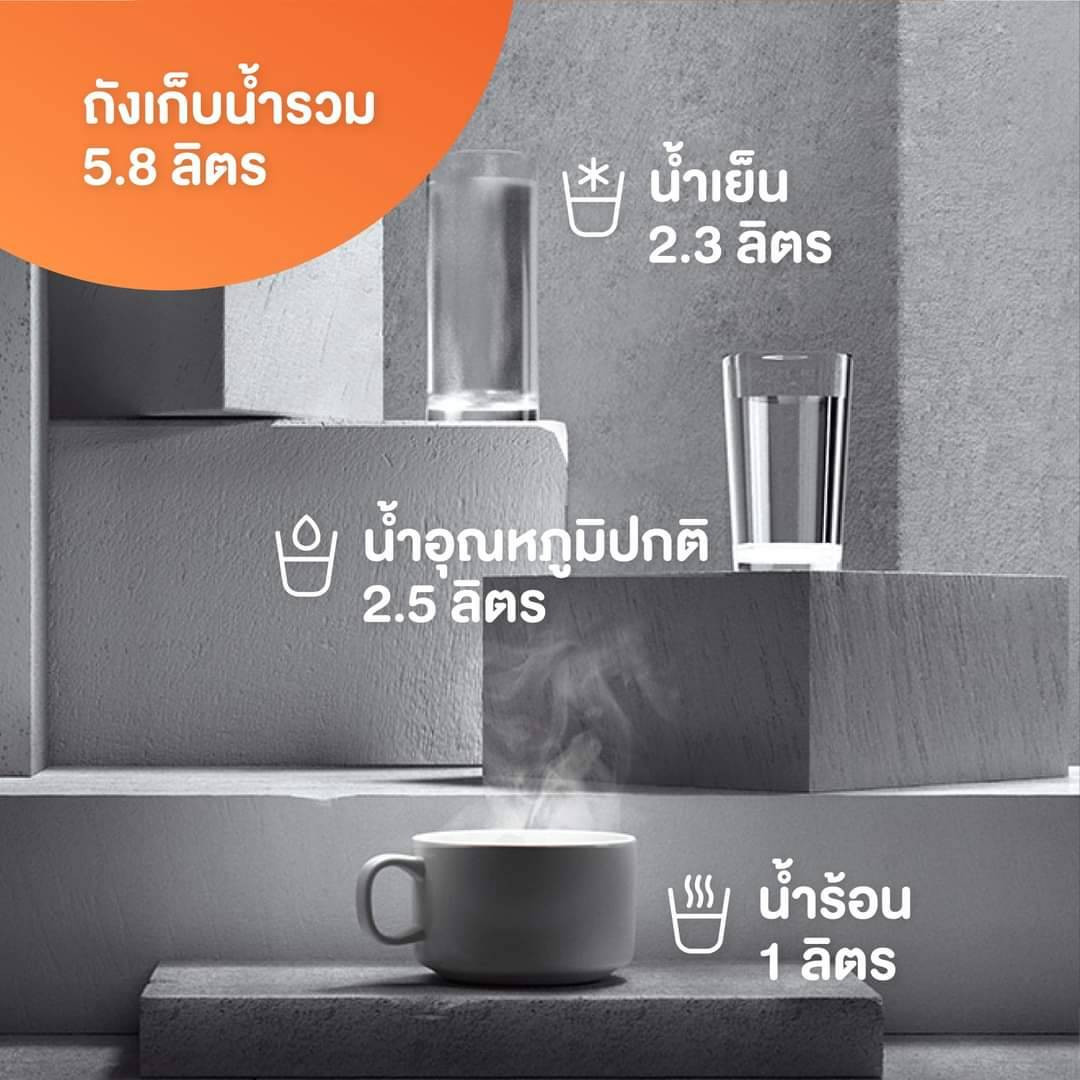 ถังเก็บน้ำรวม
5.8 ลิตร
น้ำเย็น
2.3 ลิตร
น้ำอุณหภูมิปกติ
2.5 ลิตร
น้ำร้อน
1 ลิตร